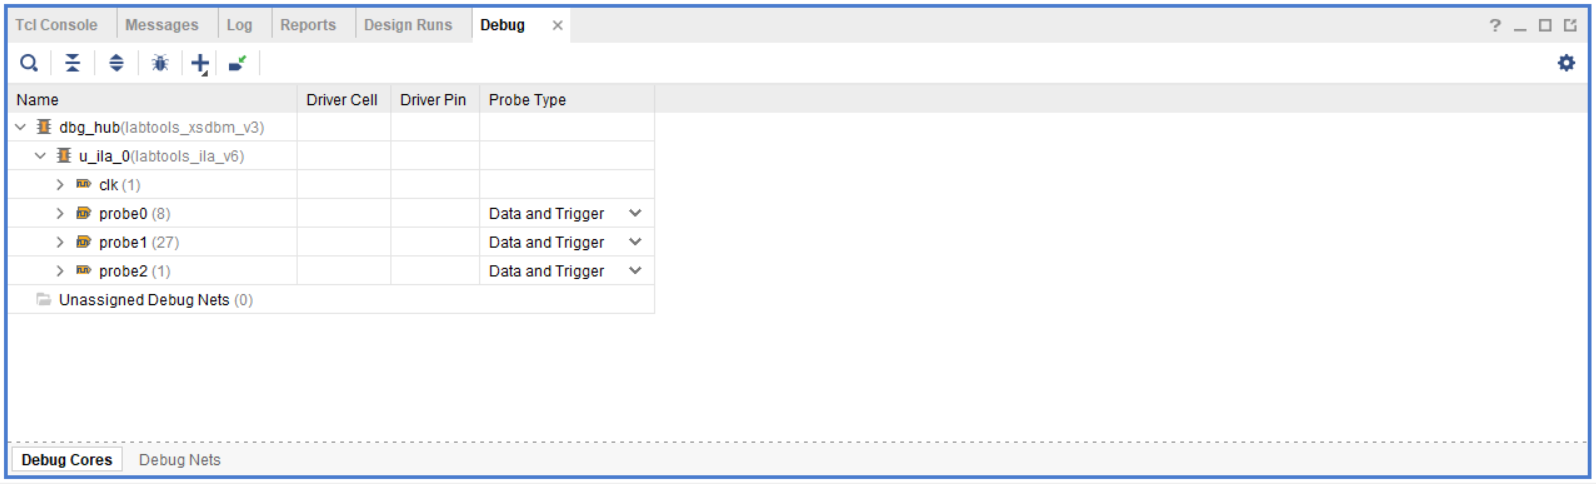 Tcl Console Messages Log Reports Design Runs Debug ×
?
Name Driver Cell Driver Pin Probe Type
dbg_hub(labtools_xsdbm_v3)
u_ila_0(labtools_ila_v6)
clk (1)
probe0 (8) Data and Trigger
probe1 (27) Data and Trigger
probe2 (1) Data and Trigger
Unassigned Debug Nets (0)
Debug Cores Debug Nets